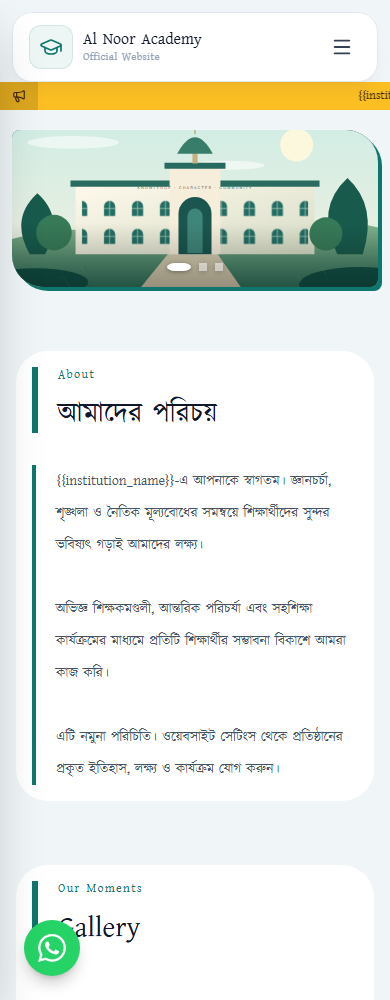 Al Noor Academy
Official Website
{{instit
KNOWLEDGE · CHARACTER · COMMUNITY
About
আমাদের পরিচয়
{{institution_name}}-এ আপনাকে স্বাগতম। জ্ঞানচর্চা,
শৃঙ্খলা ও নৈতিক মূল্যবোধের সমন্বয়ে শিক্ষার্থীদের সুন্দর
ভবিষ্যৎ গড়াই আমাদের লক্ষ্য।
অভিজ্ঞ শিক্ষকমণ্ডলী, আন্তরিক পরিচর্যা এবং সহশিক্ষা
কার্যক্রমের মাধ্যমে প্রতিটি শিক্ষার্থীর সম্ভাবনা বিকাশে আমরা
কাজ করি।
এটি নমুনা পরিচিতি। ওয়েবসাইট সেটিংস থেকে প্রতিষ্ঠানের
প্রকৃত ইতিহাস, লক্ষ্য ও কার্যক্রম যোগ করুন।
Our Moments
Gallery